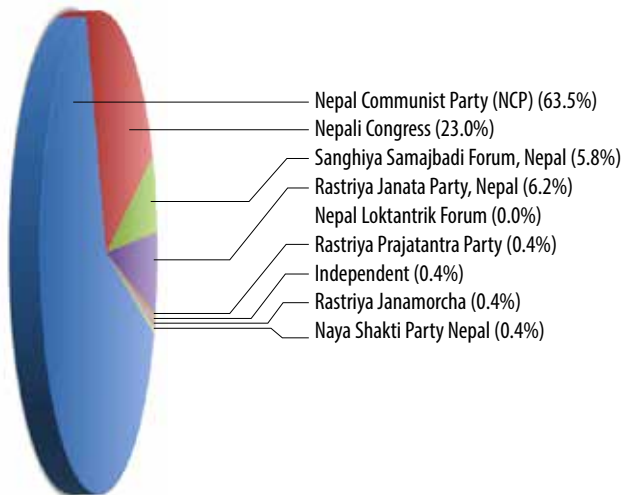 Nepal Communist Party (NCP) (63.5%)
Nepali Congress (23.0%)
Sanghiya Samajbadi Forum, Nepal (5.8%)
Rastriya Janata Party, Nepal (6.2%)
Nepal Loktantrik Forum (0.0%)
Rastriya Prajatantra Party (0.4%)
Independent (0.4%)
Rastriya Janamorcha (0.4%)
Naya Shakti Party Nepal (0.4%)